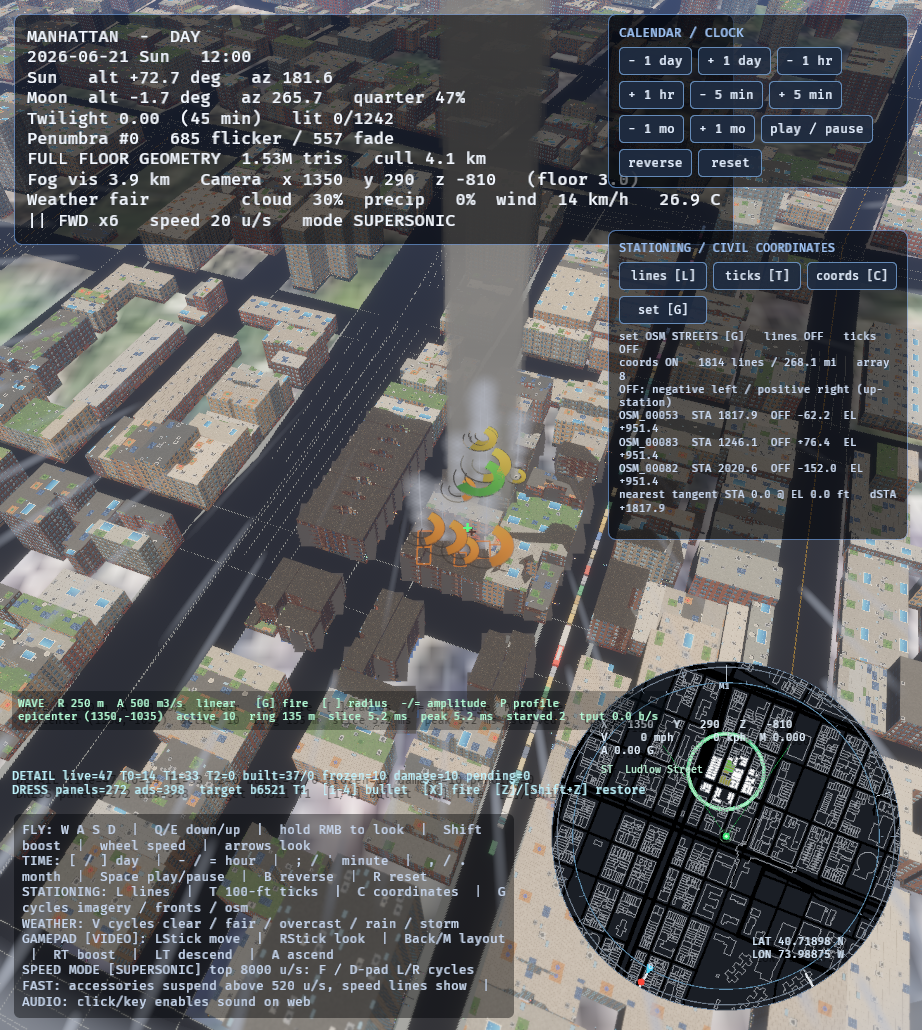 MANHATTAN - DAY
2026-06-21 Sun 12:00
Sun alt +72.7 deg az 181.6
Moon alt -1.7 deg az 265.7 quarter 47%
Twilight 0.00 (45 min) lit 0/1242
Penumbra #0 685 flicker / 557 fade
FULL FLOOR GEOMETRY 1.53M tris cull 4.1 km
Fog vis 3.9 km Camera x 1350 y 290 z -810 (floor 3.0)
Weather fair cloud 30% precip 0% wind 14 km/h 26.9 C
|| FWD x6 speed 20 u/s mode SUPERSONIC
CALENDAR / CLOCK
- 1 day + 1 day - 1 hr
+ 1 hr - 5 min + 5 min
- 1 mo + 1 mo play / pause
reverse reset
STATIONING / CIVIL COORDINATES
lines [L] ticks [T] coords [C]
set [G]
set OSM STREETS [G] lines OFF ticks
OFF
coords ON 1814 lines / 268.1 mi array
8
OFF: negative left / positive right (up-
station)
OSM_00053 STA 1817.9 OFF -62.2 EL
+951.4
OSM_00083 STA 1246.1 OFF +76.4 EL
+951.4
OSM_00082 STA 2020.6 OFF -152.0 EL
+951.4
nearest tangent STA 0.0 @ EL 0.0 ft dSTA
+1817.9
WAVE R 250 m A 500 m3/s linear [G] fire [ ] radius -/= amplitude P profile
epicenter (1350,-1035) active 10 ring 135 m slice 5.2 ms peak 5.2 ms starved 2 tput 0.0 b/s
DETAIL live=47 T0=14 T1=33 T2=0 built=37/0 frozen=10 damage=10 pending=0
DRESS panels=272 ads=398 target b6521 T1 [1-4] bullet [X] fire [Z]/[Shift+Z] restore
FLY: W A S D | Q/E down/up | hold RMB to look | Shift
boost | wheel speed | arrows look
TIME: [ / ] day | - / = hour | ; / ' minute | , / .
month | Space play/pause | B reverse | R reset
STATIONING: L lines | T 100-ft ticks | C coordinates | G
cycles imagery / fronts / osm
WEATHER: V cycles clear / fair / overcast / rain / storm
GAMEPAD [VIDEO]: LStick move | RStick look | Back/M layout
| RT boost | LT descend | A ascend
SPEED MODE [SUPERSONIC] top 8000 u/s: F / D-pad L/R cycles
FAST: accessories suspend above 520 u/s, speed lines show |
AUDIO: click/key enables sound on web
1350 Y 290 Z -810
V 0 mph 0 kph M 0.000
A 0.00 G
ST Ludlow Street
LAT 40.71898 N
LON 73.98875 W